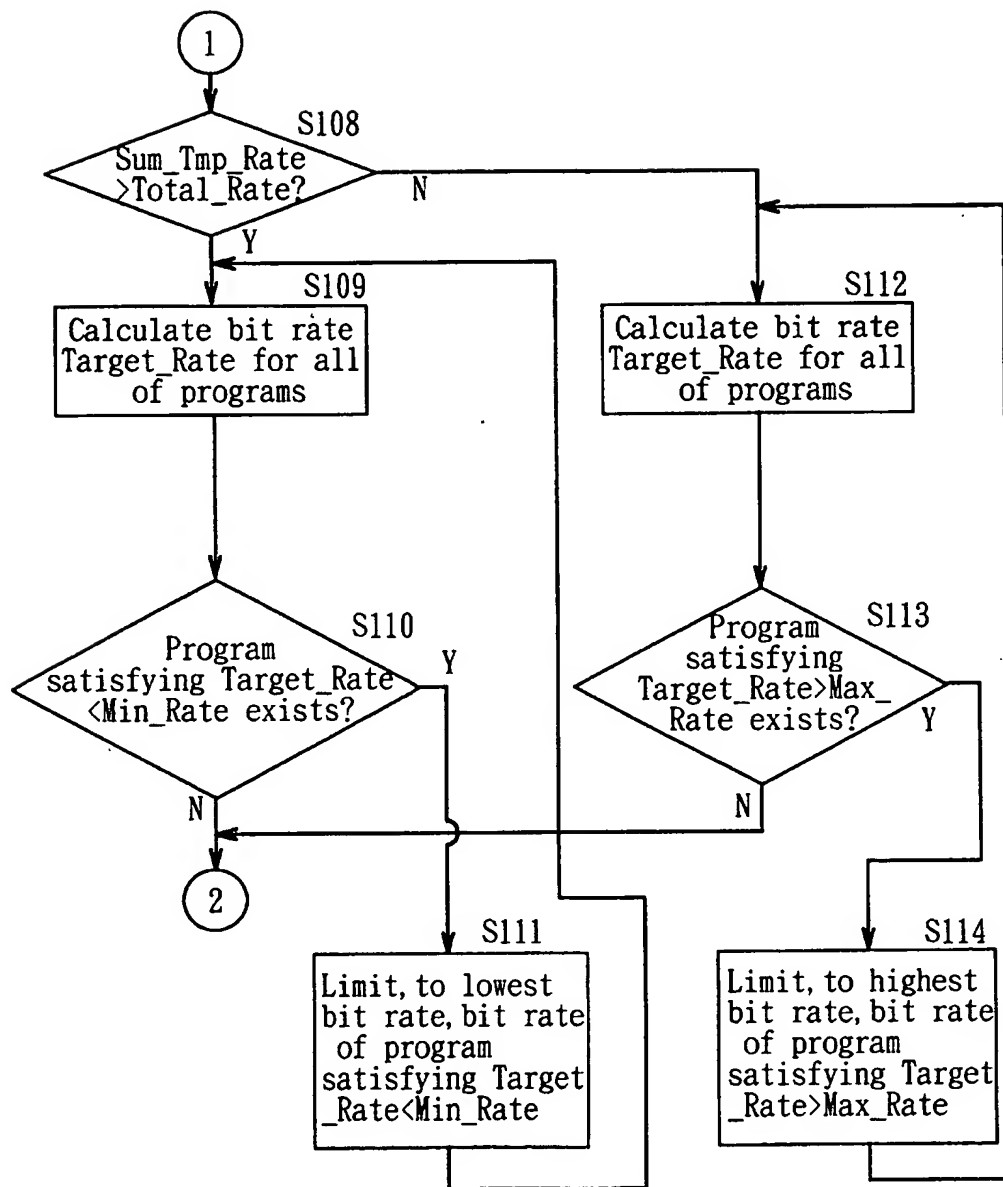 1
S108
Sum_Tmp_Rate
>Total_Rate?
N
Y
S109
Calculate bit rate
Target_Rate for all
of programs
S112
Calculate bit rate
Target_Rate for all
of programs
S110
Program
satisfying Target_Rate
<Min_Rate exists?
Y
N
S113
Program
satisfying
Target_Rate>Max_
Rate exists?
Y
N
2
S111
Limit, to lowest
bit rate, bit rate
of program
satisfying Target
_Rate<Min_Rate
S114
Limit, to highest
bit rate, bit rate
of program
satisfying Target
_Rate>Max_Rate